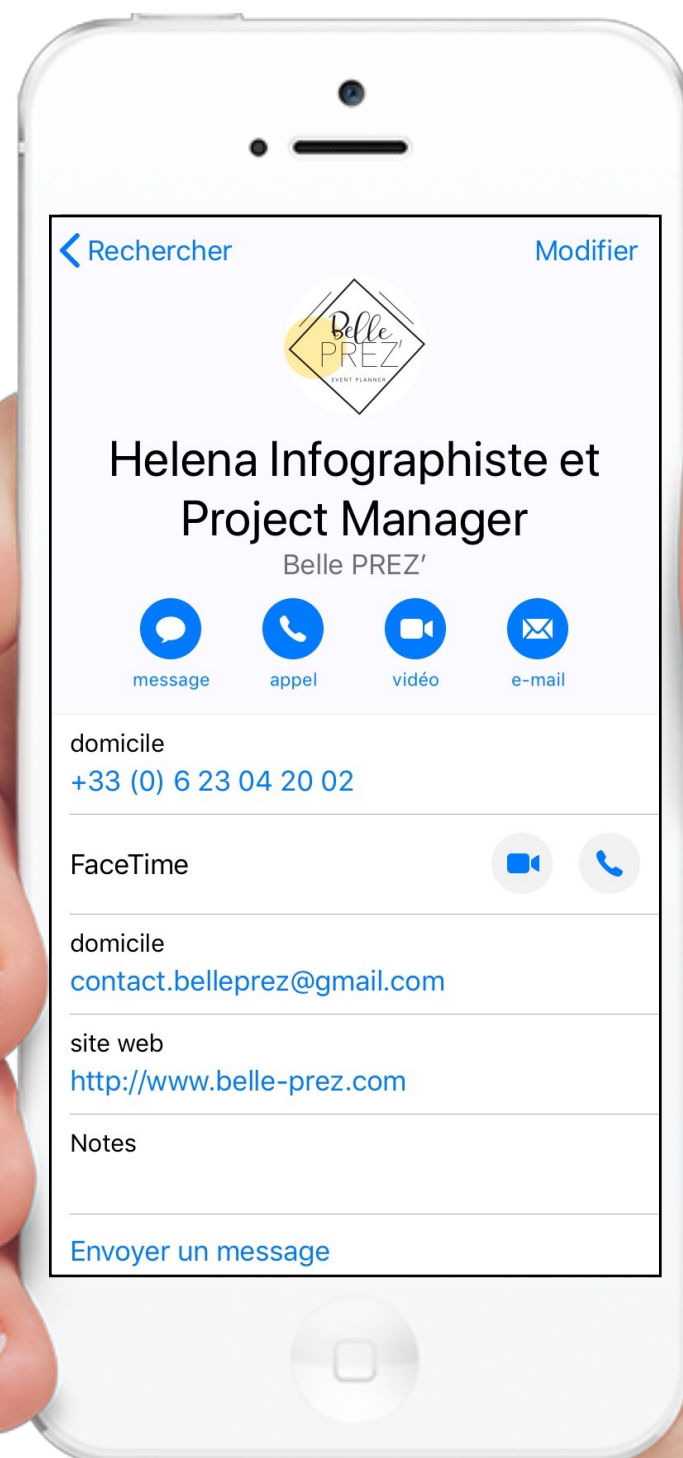 Rechercher
Modifier
Belle
PREZ'
EVENT PLANNER
Helena Infographiste et
Project Manager
Belle PREZ'
message
appel
vidéo
e-mail
domicile
+33 (0) 6 23 04 20 02
FaceTime
domicile
contact.belleprez@gmail.com
site web
http://www.belle-prez.com
Notes
Envoyer un message